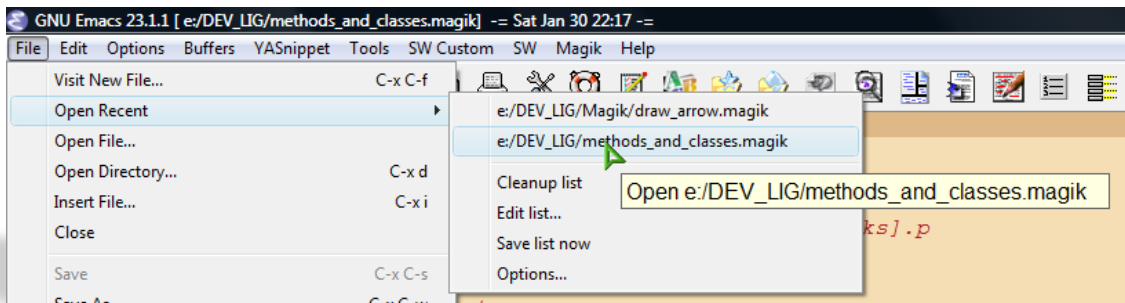 GNU Emacs 23.1.1 [ e:/DEV_LIG/methods_and_classes.magik] -= Sat Jan 30 22:17 -=
File Edit Options Buffers YASnippet Tools SW Custom SW Magik Help
Visit New File... C-x C-f
Open Recent
e:/DEV_LIG/Magik/draw_arrow.magik
Open File...
e:/DEV_LIG/methods_and_classes.magik
Open Directory... C-x d
Cleanup list
Open e:/DEV_LIG/methods_and_classes.magik
Insert File... C-x i
Edit list...
Close
ks].p
Save list now
Save C-x C-s
Options...
Save As... C-x C-w